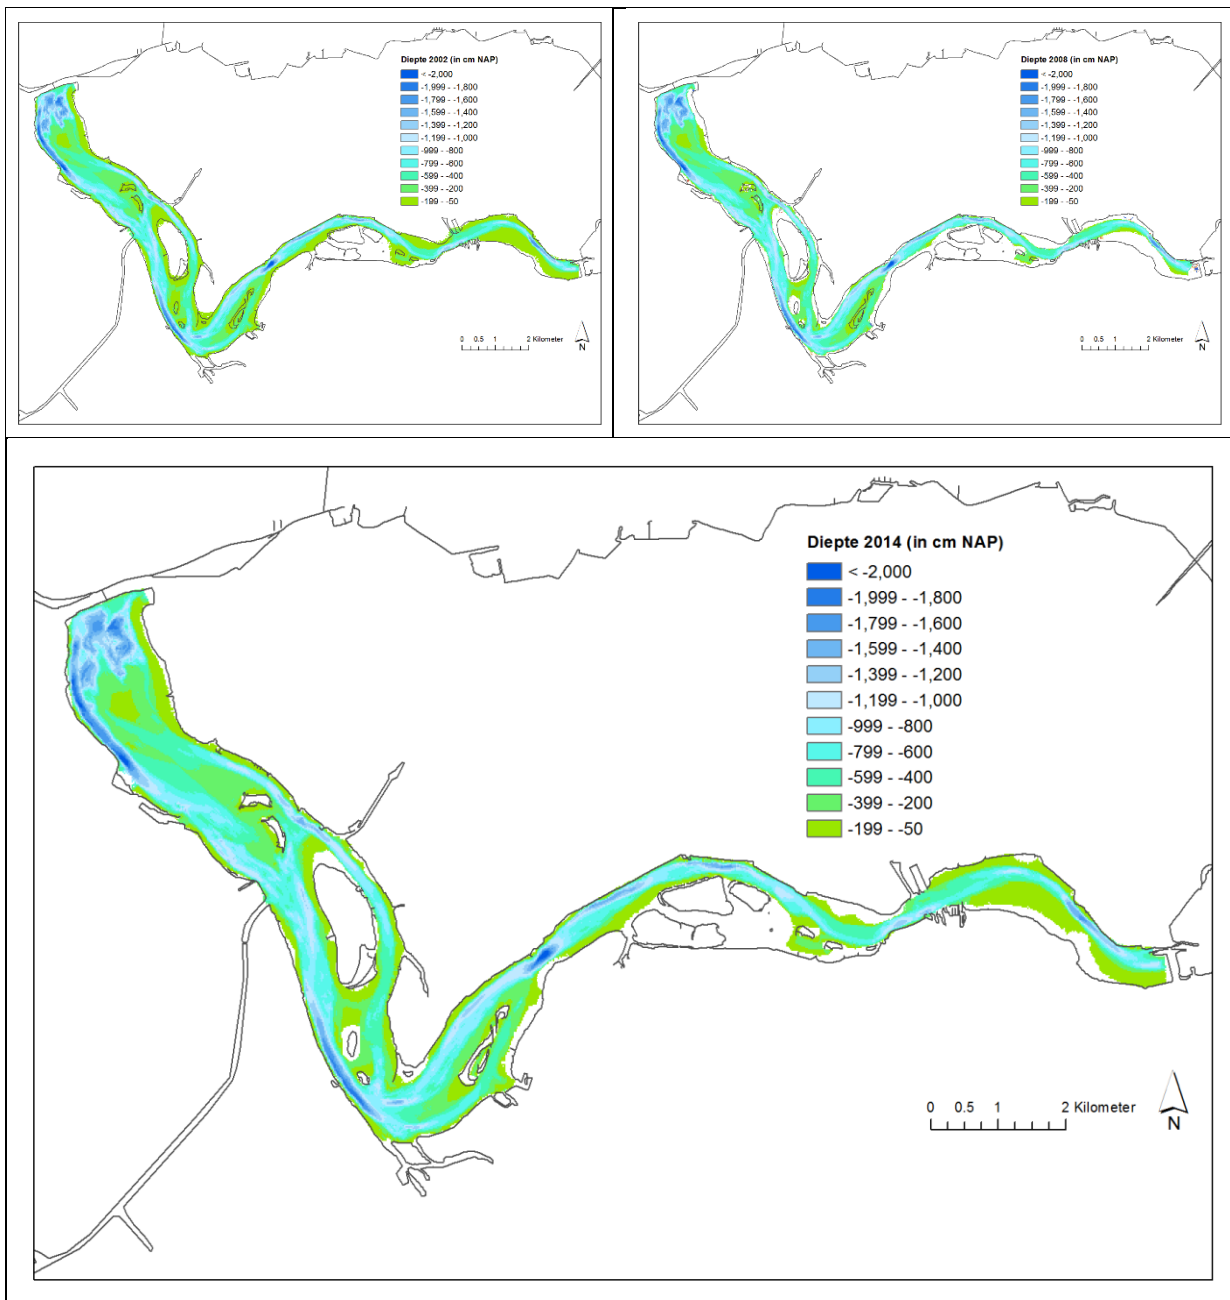 Diepte 2002 (in cm NAP)
< -2,000
-1,999 - -1,800
-1,799 - -1,600
-1,599 - -1,400
-1,399 - -1,200
-1,199 - -1,000
-999 - -800
-799 - -600
-599 - -400
-399 - -200
-199 - -50
0 0.5 1 2 Kilometer
N
Diepte 2008 (in cm NAP)
< -2,000
-1,999 - -1,800
-1,799 - -1,600
-1,599 - -1,400
-1,399 - -1,200
-1,199 - -1,000
-999 - -800
-799 - -600
-599 - -400
-399 - -200
-199 - -50
0 0.5 1 2 Kilometer
N
Diepte 2014 (in cm NAP)
< -2,000
-1,999 - -1,800
-1,799 - -1,600
-1,599 - -1,400
-1,399 - -1,200
-1,199 - -1,000
-999 - -800
-799 - -600
-599 - -400
-399 - -200
-199 - -50
0 0.5 1 2 Kilometer
N